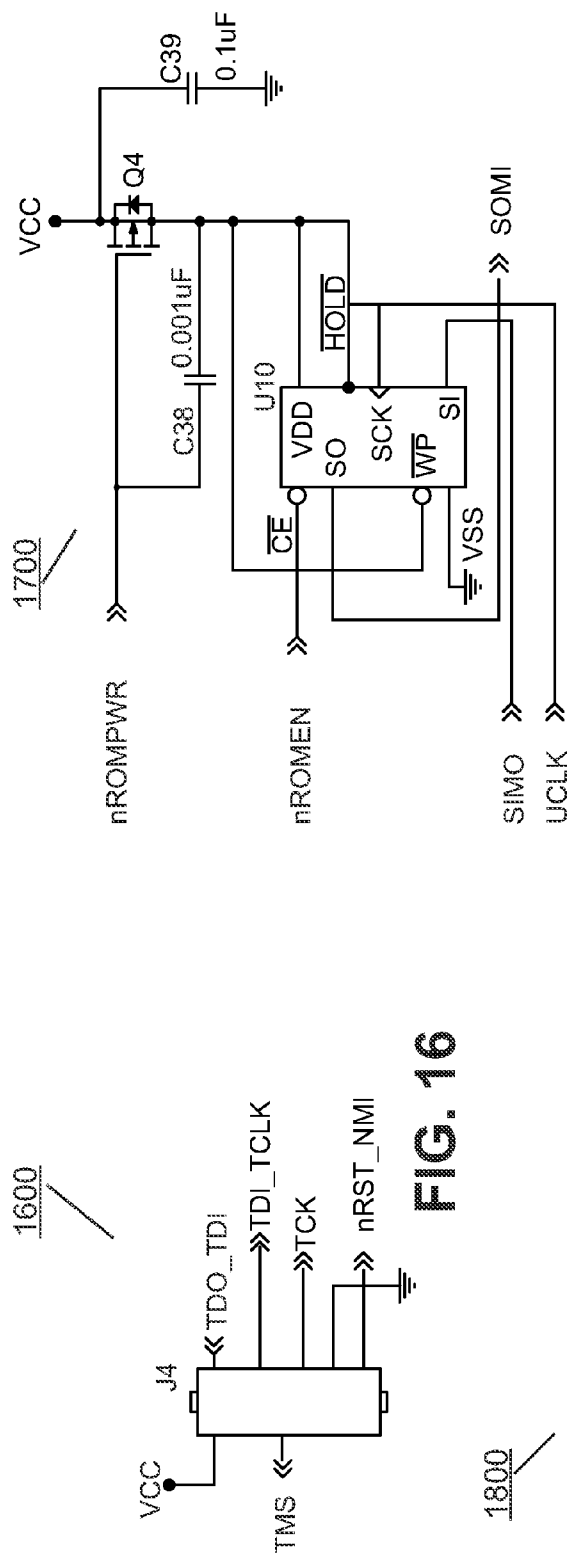 1700
VCC
C39
0.1uF
Q4
nROMPWR
C38
0.001uF
U10
HOLD
SOMI
VDD
SO
SCK
WP
SI
CE
nROMEN
VSS
SIMO
UCLK
1600
J4
VCC
TDO_TDI
TDI_TCLK
TCK
nRST_NMI
TMS
FIG. 16
1800